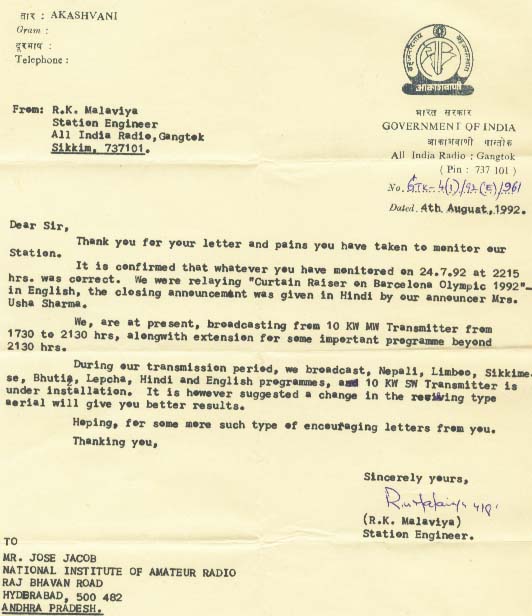 तार : AKASHVANI
Gram :
दूरभाष :
Telephone :
बहुजनहिताय बहुजनसुखाय
आकाशवाणी
भारत सरकार
GOVERNMENT OF INDIA
आकाशवाणी गान्तोक
All India Radio : Gangtok
( Pin : 737 101 )
No. GTK-4(1)/92(E)/961
Dated. 4th August, 1992.
From: R.K. Malaviya
Station Engineer
All India Radio, Gangtok
Sikkim, 737101.
Dear Sir,
Thank you for your letter and pains you have taken to monitor our
Station.
It is confirmed that whatever you have monitored on 24.7.92 at 2215
hrs. was correct. We were relaying "Curtain Raiser on Barcelona Olympic 1992"-
in English, the closing announcement was given in Hindi by our announcer Mrs.
Usha Sharma.
We, are at present, broadcasting from 10 KW MW Transmitter from
1730 to 2130 hrs, alongwith extension for some important programme beyond
2130 hrs.
During our transmission period, we broadcast, Nepali, Limboo, Sikkime-
se, Bhutia, Lepcha, Hindi and English programmes, and 10 KW SW Transmitter is
under installation. It is however suggested a change in the type
aerial will give you better results.
Hoping, for some more such type of encouraging letters from you.
Thanking you,
Sincerely yours,
(R.K. Malaviya)
Station Engineer.
TO
MR. JOSE JACOB
NATIONAL INSTITUTE OF AMATEUR RADIO
RAJ BHAVAN ROAD
HYDERABAD, 500 482
ANDHRA PRADESH.